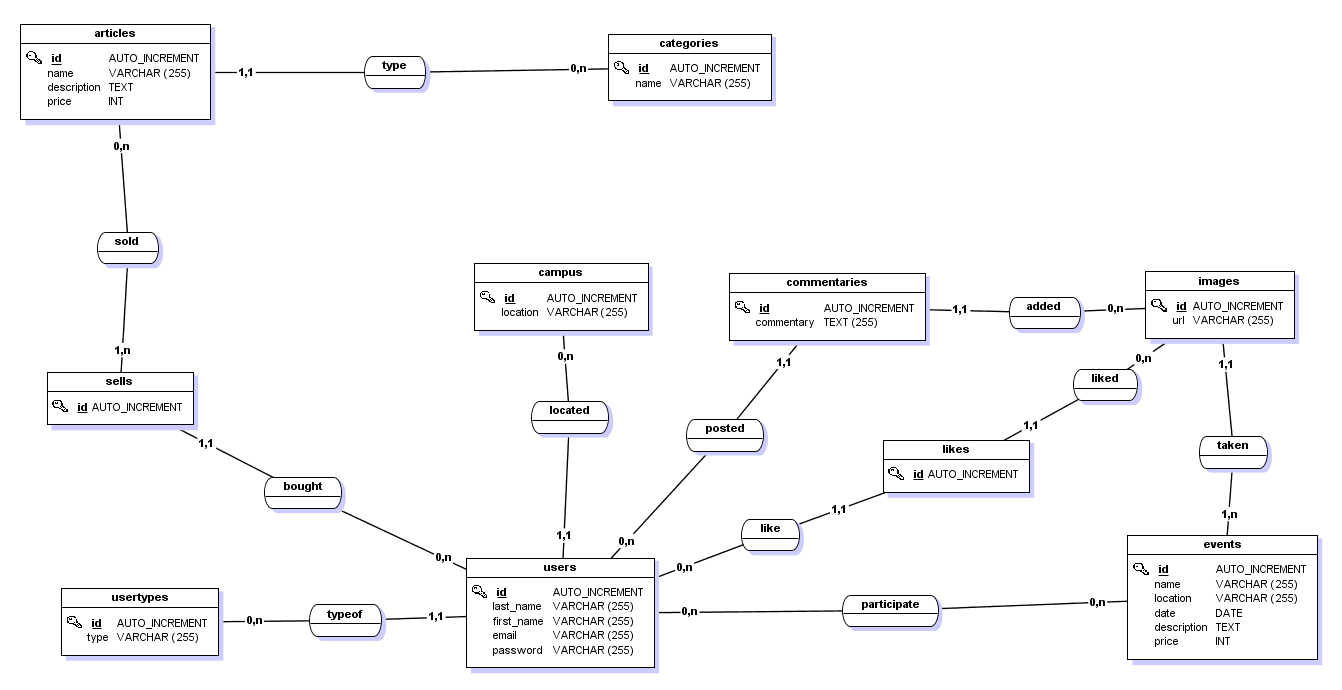 articles
id AUTO_INCREMENT
name VARCHAR (255)
description TEXT
price INT
1,1
type
0,n
categories
id AUTO_INCREMENT
name VARCHAR (255)
0,n
sold
1,n
sells
id AUTO_INCREMENT
1,1
bought
0,n
campus
id AUTO_INCREMENT
location VARCHAR (255)
0,n
located
1,1
commentaries
id AUTO_INCREMENT
commentary TEXT (255)
1,1
added
0,n
images
id AUTO_INCREMENT
url VARCHAR (255)
1,1
posted
0,n
0,n
liked
1,1
likes
id AUTO_INCREMENT
1,1
like
0,n
1,1
taken
1,n
usertypes
id AUTO_INCREMENT
type VARCHAR (255)
0,n
typeof
1,1
users
id AUTO_INCREMENT
last_name VARCHAR (255)
first_name VARCHAR (255)
email VARCHAR (255)
password VARCHAR (255)
0,n
participate
0,n
events
id AUTO_INCREMENT
name VARCHAR (255)
location VARCHAR (255)
date DATE
description TEXT
price INT